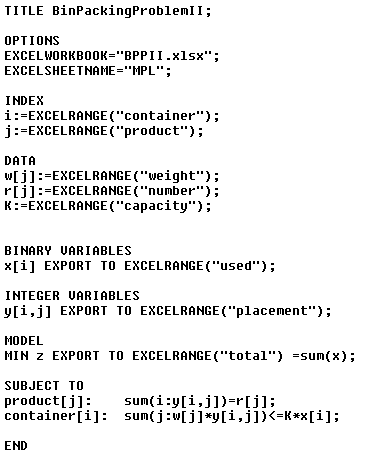 TITLE BinPackingProblemII;
OPTIONS
EXCELWORKBOOK="BPPII.xlsx";
EXCELSHEETNAME="MPL";
INDEX
i:=EXCELRANGE("container");
j:=EXCELRANGE("product");
DATA
w[j]:=EXCELRANGE("weight");
r[j]:=EXCELRANGE("number");
K:=EXCELRANGE("capacity");
BINARY VARIABLES
x[i] EXPORT TO EXCELRANGE("used");
INTEGER VARIABLES
y[i,j] EXPORT TO EXCELRANGE("placement");
MODEL
MIN z EXPORT TO EXCELRANGE("total") =sum(x);
SUBJECT TO
product[j]: sum(i:y[i,j])=r[j];
container[i]: sum(j:w[j]*y[i,j])<=K*x[i];
END